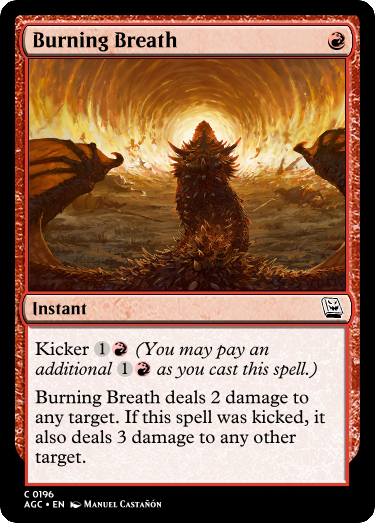 Burning Breath
Instant
Kicker 1R (You may pay an
additional 1R as you cast this spell.)
Burning Breath deals 2 damage to
any target. If this spell was kicked, it
also deals 3 damage to any other
target.
C 0196
AGC • EN Manuel Castañón